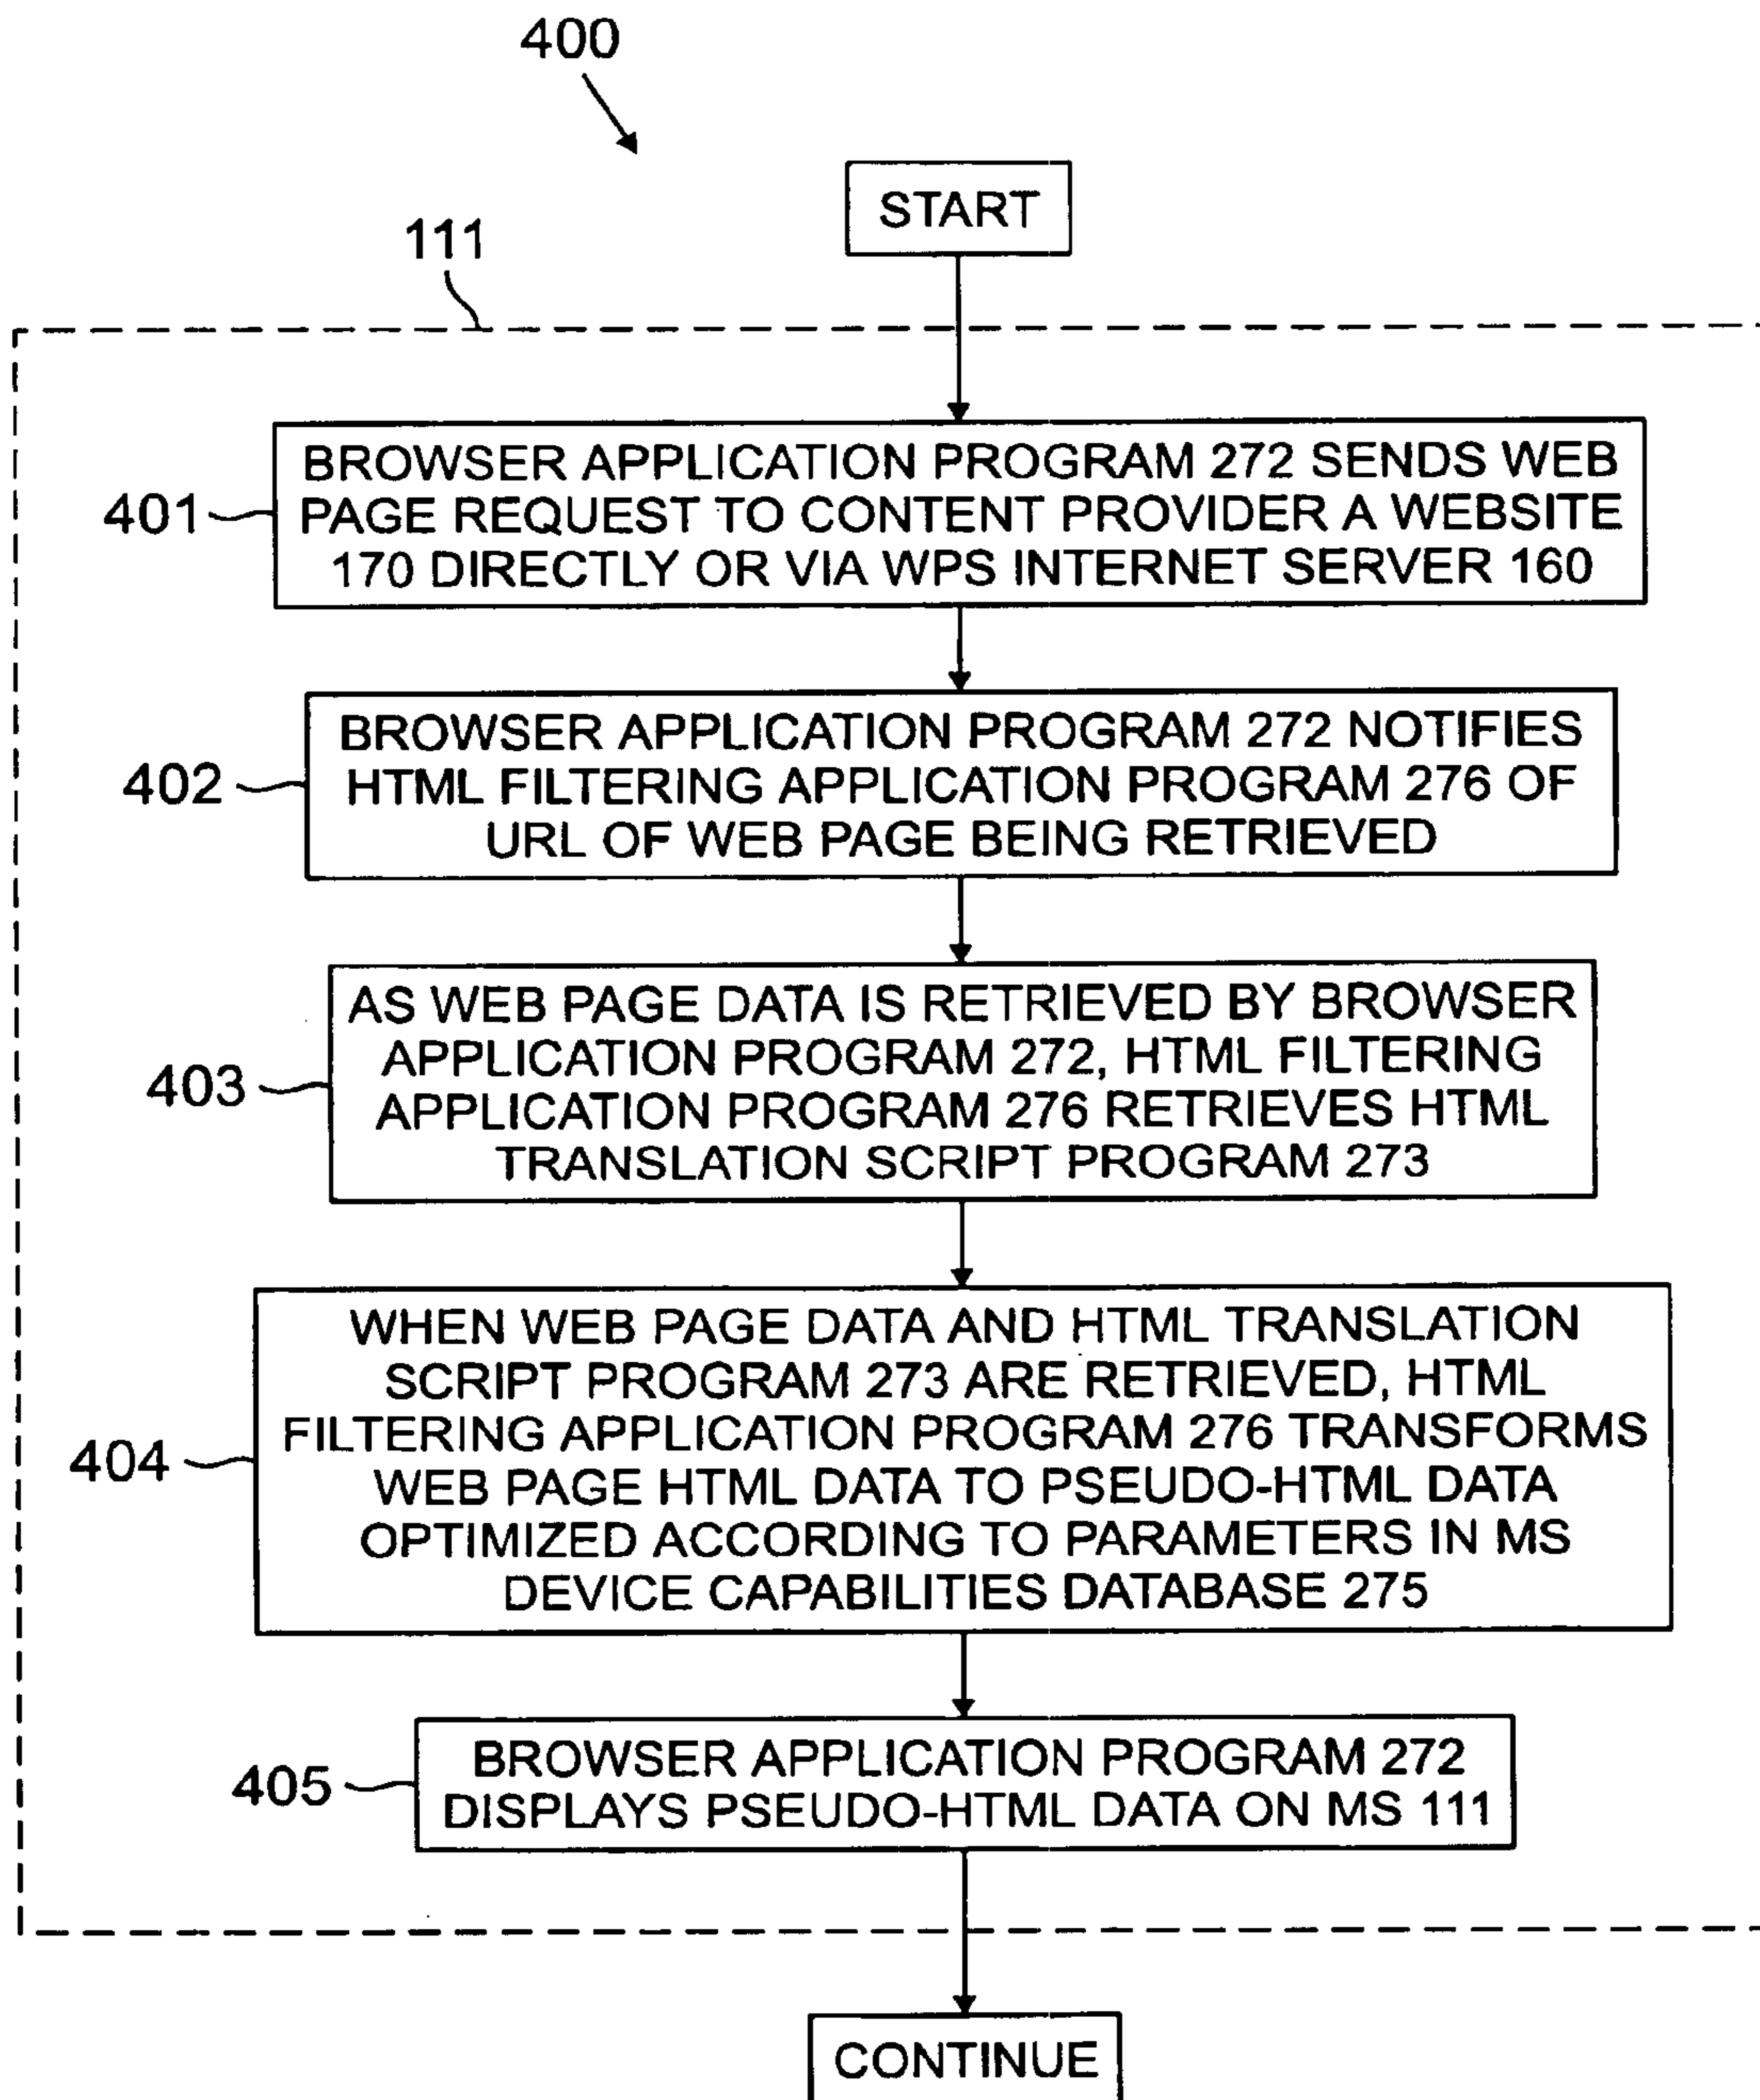 400
START
111
401
BROWSER APPLICATION PROGRAM 272 SENDS WEB
PAGE REQUEST TO CONTENT PROVIDER A WEBSITE
170 DIRECTLY OR VIA WPS INTERNET SERVER 160
402
BROWSER APPLICATION PROGRAM 272 NOTIFIES
HTML FILTERING APPLICATION PROGRAM 276 OF
URL OF WEB PAGE BEING RETRIEVED
403
AS WEB PAGE DATA IS RETRIEVED BY BROWSER
APPLICATION PROGRAM 272, HTML FILTERING
APPLICATION PROGRAM 276 RETRIEVES HTML
TRANSLATION SCRIPT PROGRAM 273
404
WHEN WEB PAGE DATA AND HTML TRANSLATION
SCRIPT PROGRAM 273 ARE RETRIEVED, HTML
FILTERING APPLICATION PROGRAM 276 TRANSFORMS
WEB PAGE HTML DATA TO PSEUDO-HTML DATA
OPTIMIZED ACCORDING TO PARAMETERS IN MS
DEVICE CAPABILITIES DATABASE 275
405
BROWSER APPLICATION PROGRAM 272
DISPLAYS PSEUDO-HTML DATA ON MS 111
CONTINUE